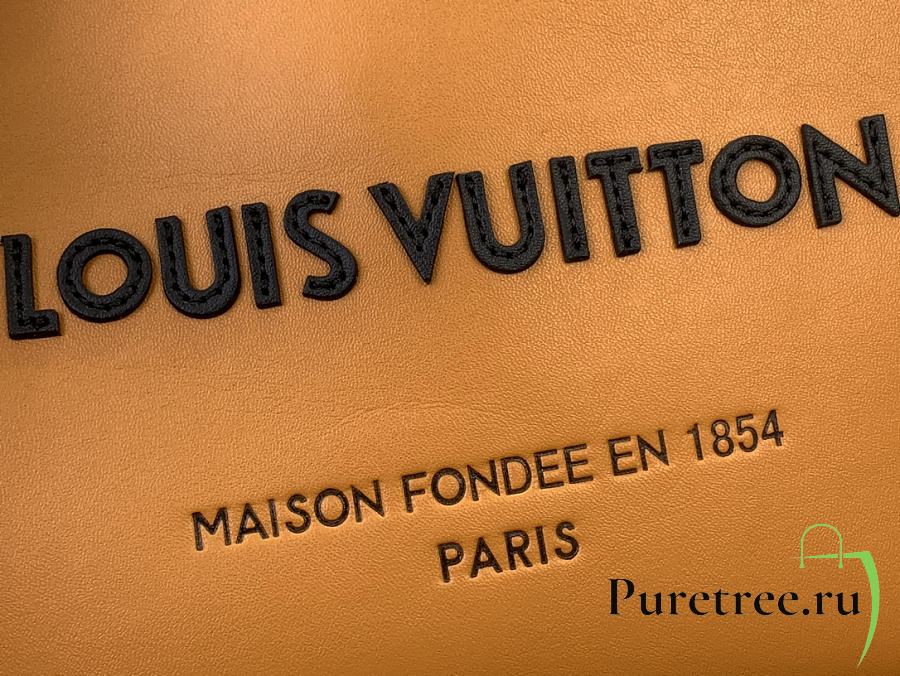 LOUIS VUITTON
MAISON FONDEE EN 1854
PARIS
Puretree.ru